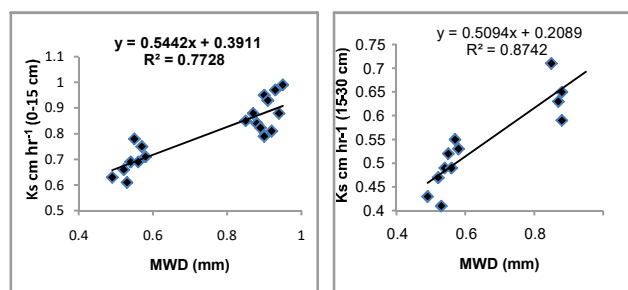 y = 0.5442x + 0.3911
R² = 0.7728
Ks cm hr⁻¹ (0-15 cm)
1.1
1
0.9
0.8
0.7
0.6
0.5
0.4
0.6
0.8
1
MWD (mm)
y = 0.5094x + 0.2089
R² = 0.8742
Ks cm hr-1 (15-30 cm)
0.75
0.7
0.65
0.6
0.55
0.5
0.45
0.4
0.4
0.6
0.8
1
MWD (mm)